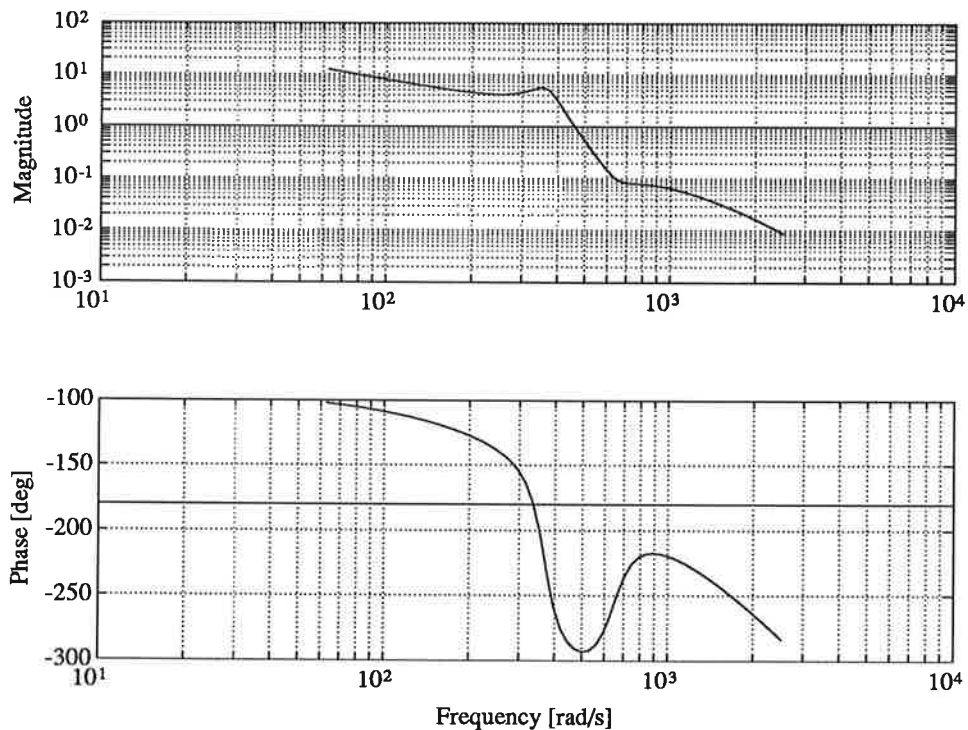 10²
10¹
10⁰
10⁻¹
10⁻²
10⁻³
Magnitude
10¹ 10² 10³ 10⁴
-100
-150
-200
-250
-300
Phase [deg]
10¹ 10² 10³ 10⁴
Frequency [rad/s]